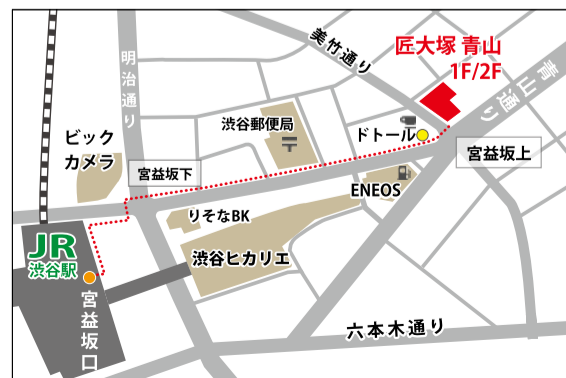 匠大塚 青山
1F/2F
美竹通り
青山通り
明治通り
渋谷郵便局
ドトール
ビック
カメラ
宮益坂下
宮益坂上
ENEOS
りそなBK
渋谷ヒカリエ
JR
渋谷駅
宮益坂口
六本木通り